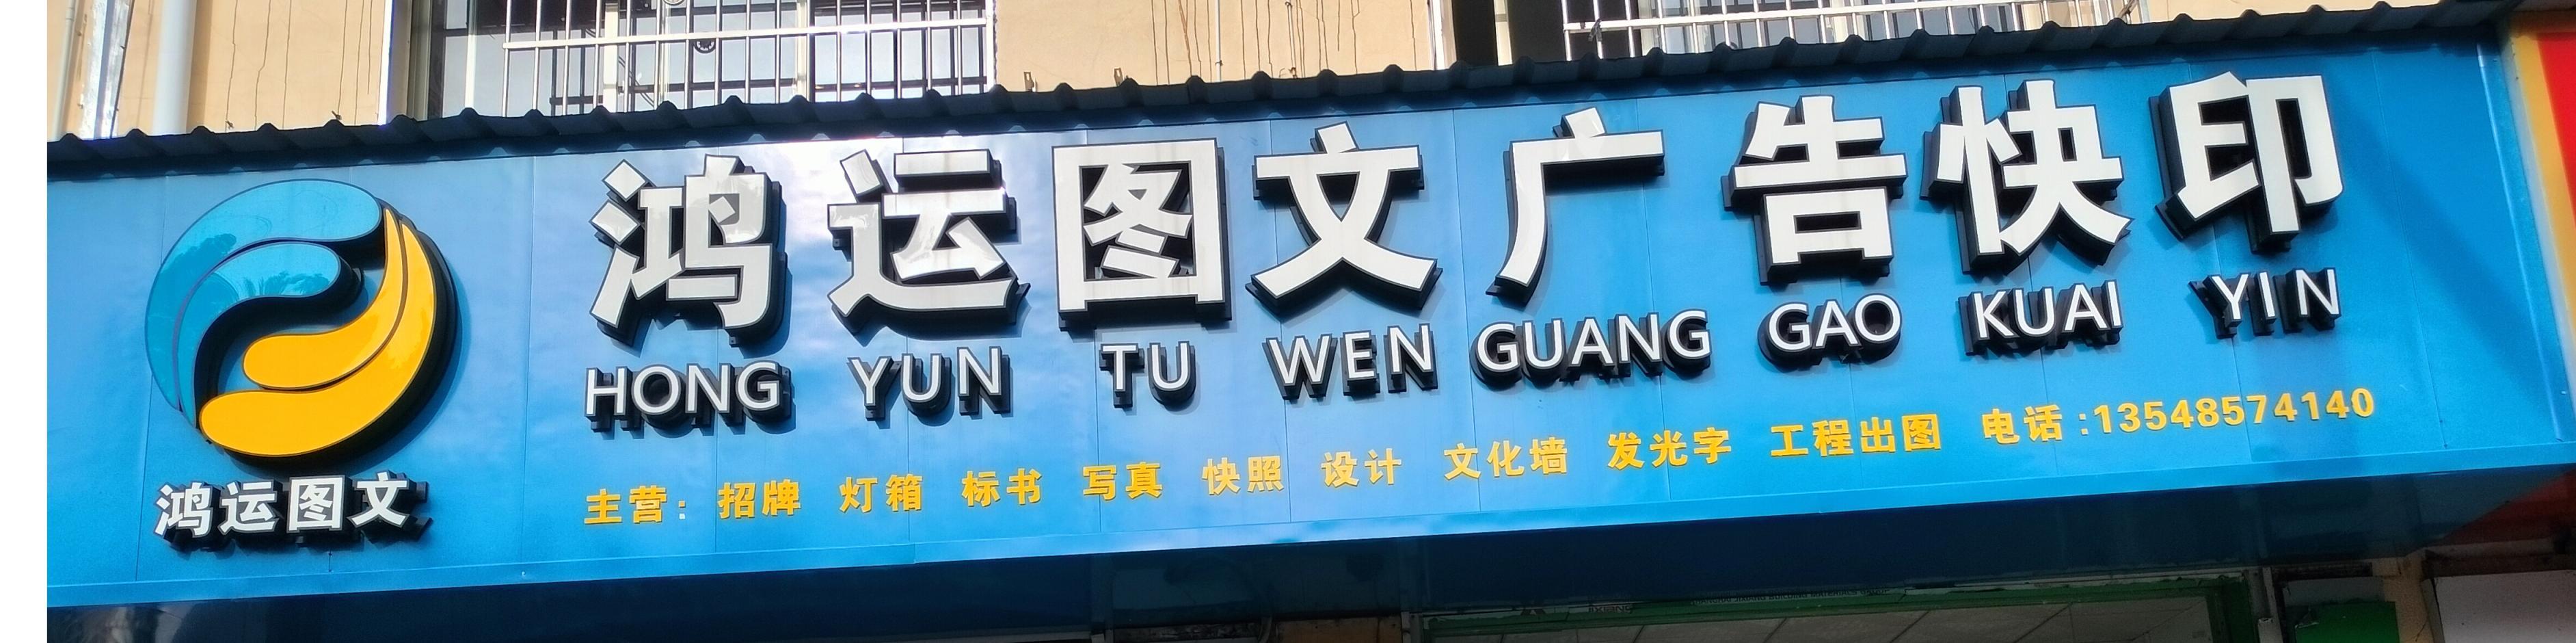 鸿运图文广告快印
HONG YUN TU WEN GUANG GAO KUAI YIN
主营：招牌 灯箱 标书 写真 快照 设计 文化墙 发光字 工程出图 电话：13548574140
鸿运图文